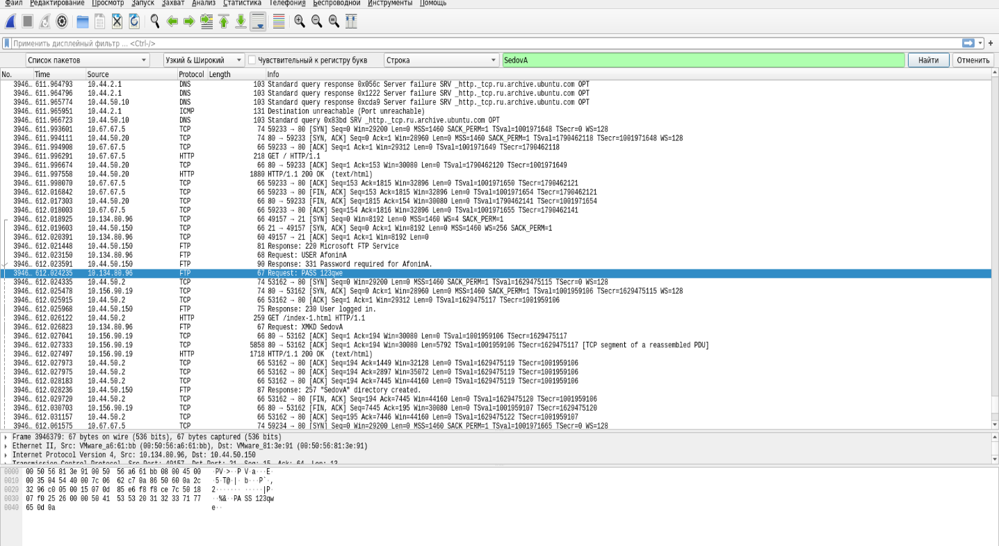 Файл Редактирование Просмотр Запуск Захват Анализ Статистика Телефония Беспроводной Инструменты Помощь
Применить дисплейный фильтр ... <Ctrl-/>
Список пакетов Узкий & Широкий Чувствительный к регистру букв Строка SedovA Найти Отменить
No. Time Source Protocol Length Info
3946… 611.964793 10.44.2.1 DNS 103 Standard query response 0x056c Server failure SRV _http._tcp.ru.archive.ubuntu.com OPT
3946… 611.964796 10.44.2.1 DNS 103 Standard query response 0x1222 Server failure SRV _http._tcp.ru.archive.ubuntu.com OPT
3946… 611.965774 10.44.50.10 DNS 103 Standard query response 0xcda9 Server failure SRV _http._tcp.ru.archive.ubuntu.com OPT
3946… 611.965951 10.44.2.1 ICMP 131 Destination unreachable (Port unreachable)
3946… 611.966723 10.44.50.10 DNS 103 Standard query 0x83bd SRV _http._tcp.ru.archive.ubuntu.com OPT
3946… 611.993601 10.67.67.5 TCP 74 59233 → 80 [SYN] Seq=0 Win=29200 Len=0 MSS=1460 SACK_PERM=1 TSval=1001971648 TSecr=0 WS=128
3946… 611.994111 10.44.50.20 TCP 74 80 → 59233 [SYN, ACK] Seq=0 Ack=1 Win=28960 Len=0 MSS=1460 SACK_PERM=1 TSval=1790462118 TSecr=1001971648 WS=128
3946… 611.994908 10.67.67.5 TCP 66 59233 → 80 [ACK] Seq=1 Ack=1 Win=29312 Len=0 TSval=1001971649 TSecr=1790462118
3946… 611.996291 10.67.67.5 HTTP 218 GET / HTTP/1.1
3946… 611.996674 10.44.50.20 TCP 66 80 → 59233 [ACK] Seq=1 Ack=153 Win=30080 Len=0 TSval=1790462120 TSecr=1001971649
3946… 611.997558 10.44.50.20 HTTP 1880 HTTP/1.1 200 OK (text/html)
3946… 611.998070 10.67.67.5 TCP 66 59233 → 80 [ACK] Seq=153 Ack=1815 Win=32896 Len=0 TSval=1001971650 TSecr=1790462121
3946… 612.016842 10.67.67.5 TCP 66 59233 → 80 [FIN, ACK] Seq=153 Ack=1815 Win=32896 Len=0 TSval=1001971654 TSecr=1790462121
3946… 612.017303 10.44.50.20 TCP 66 80 → 59233 [FIN, ACK] Seq=1815 Ack=154 Win=30080 Len=0 TSval=1790462141 TSecr=1001971654
3946… 612.018003 10.67.67.5 TCP 66 59233 → 80 [ACK] Seq=154 Ack=1816 Win=32896 Len=0 TSval=1001971655 TSecr=1790462141
3946… 612.018925 10.134.80.96 TCP 66 49157 → 21 [SYN] Seq=0 Win=8192 Len=0 MSS=1460 WS=4 SACK_PERM=1
3946… 612.019603 10.44.50.150 TCP 66 21 → 49157 [SYN, ACK] Seq=0 Ack=1 Win=8192 Len=0 MSS=1460 WS=256 SACK_PERM=1
3946… 612.020391 10.134.80.96 TCP 60 49157 → 21 [ACK] Seq=1 Ack=1 Win=8192 Len=0
3946… 612.021448 10.44.50.150 FTP 81 Response: 220 Microsoft FTP Service
3946… 612.023150 10.134.80.96 FTP 68 Request: USER AfoninA
3946… 612.023591 10.44.50.150 FTP 90 Response: 331 Password required for AfoninA.
3946… 612.024235 10.134.80.96 FTP 67 Request: PASS 123qwe
3946… 612.024335 10.44.50.2 TCP 74 53162 → 80 [SYN] Seq=0 Win=29200 Len=0 MSS=1460 SACK_PERM=1 TSval=1629475115 TSecr=0 WS=128
3946… 612.025478 10.156.90.19 TCP 74 80 → 53162 [SYN, ACK] Seq=0 Ack=1 Win=28960 Len=0 MSS=1460 SACK_PERM=1 TSval=1001959106 TSecr=1629475115 WS=128
3946… 612.025915 10.44.50.2 TCP 66 53162 → 80 [ACK] Seq=1 Ack=1 Win=29312 Len=0 TSval=1629475117 TSecr=1001959106
3946… 612.025968 10.44.50.150 FTP 75 Response: 230 User logged in.
3946… 612.026122 10.44.50.2 HTTP 259 GET /index-1.html HTTP/1.1
3946… 612.026823 10.134.80.96 FTP 67 Request: XMKD SedovA
3946… 612.027041 10.156.90.19 TCP 66 80 → 53162 [ACK] Seq=1 Ack=194 Win=30080 Len=0 TSval=1001959106 TSecr=1629475117
3946… 612.027333 10.156.90.19 TCP 5858 80 → 53162 [ACK] Seq=1 Ack=194 Win=30080 Len=5792 TSval=1001959106 TSecr=1629475117 [TCP segment of a reassembled PDU]
3946… 612.027497 10.156.90.19 HTTP 1718 HTTP/1.1 200 OK (text/html)
3946… 612.027973 10.44.50.2 TCP 66 53162 → 80 [ACK] Seq=194 Ack=1449 Win=32128 Len=0 TSval=1629475119 TSecr=1001959106
3946… 612.027975 10.44.50.2 TCP 66 53162 → 80 [ACK] Seq=194 Ack=2897 Win=35072 Len=0 TSval=1629475119 TSecr=1001959106
3946… 612.028183 10.44.50.2 TCP 66 53162 → 80 [ACK] Seq=194 Ack=7445 Win=44160 Len=0 TSval=1629475119 TSecr=1001959106
3946… 612.028236 10.44.50.150 FTP 87 Response: 257 "SedovA" directory created.
3946… 612.029720 10.44.50.2 TCP 66 53162 → 80 [FIN, ACK] Seq=194 Ack=7445 Win=44160 Len=0 TSval=1629475120 TSecr=1001959106
3946… 612.030703 10.156.90.19 TCP 66 80 → 53162 [FIN, ACK] Seq=7445 Ack=195 Win=30080 Len=0 TSval=1001959107 TSecr=1629475120
3946… 612.031157 10.44.50.2 TCP 66 53162 → 80 [ACK] Seq=195 Ack=7446 Win=44160 Len=0 TSval=1629475122 TSecr=1001959107
3946… 612.061575 10.67.67.5 TCP 74 59234 → 80 [SYN] Seq=0 Win=29200 Len=0 MSS=1460 SACK_PERM=1 TSval=1001971665 TSecr=0 WS=128
Frame 3946379: 67 bytes on wire (536 bits), 67 bytes captured (536 bits)
Ethernet II, Src: VMware_a6:61:bb (00:50:56:a6:61:bb), Dst: VMware_81:3e:91 (00:50:56:81:3e:91)
Internet Protocol Version 4, Src: 10.134.80.96, Dst: 10.44.50.150
Transmission Control Protocol, Src Port: 49157, Dst Port: 21, Seq: 15, Ack: 64, Len: 13
0000 00 50 56 81 3e 91 00 50 56 a6 61 bb 08 00 45 00 ·PV·>··P V·a···E·
0010 00 35 04 54 40 00 7c 06 62 c7 0a 86 50 60 0a 2c ·5·T@·|· b···P`·,
0020 32 96 c0 05 00 15 07 0d 85 e6 f8 f8 ce 7c 50 18 2······· ·····|P·
0030 07 f0 25 26 00 00 50 41 53 53 20 31 32 33 71 77 ··%&··PA SS 123qw
0040 65 0d 0a e··